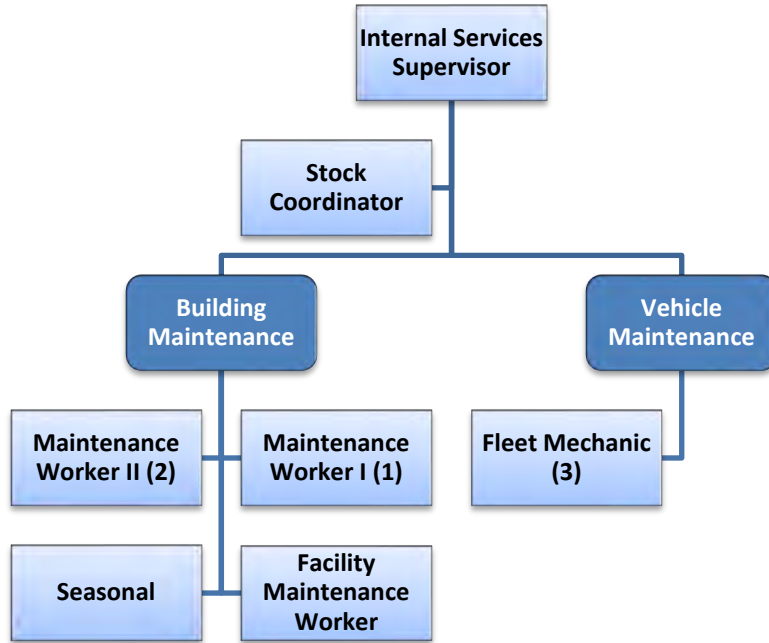 Internal Services
Supervisor
Stock
Coordinator
Building
Maintenance
Vehicle
Maintenance
Maintenance
Worker II (2)
Maintenance
Worker I (1)
Fleet Mechanic
(3)
Seasonal
Facility
Maintenance
Worker